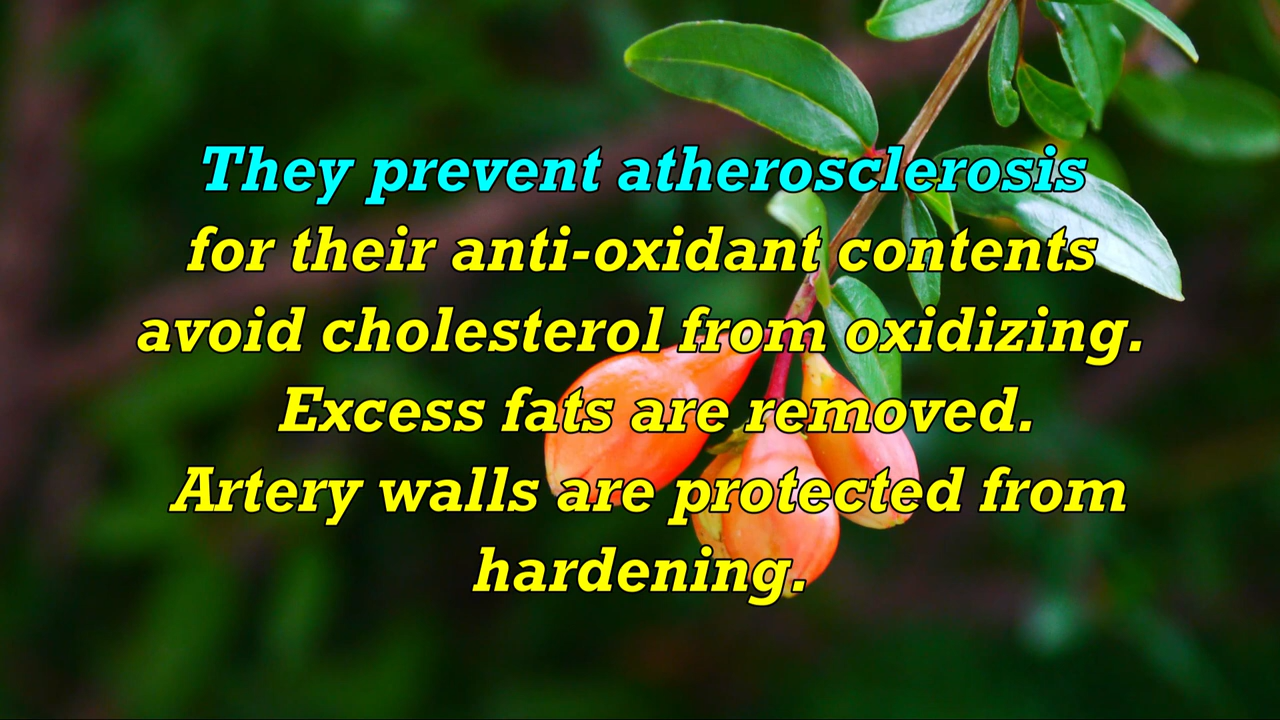 They prevent atherosclerosis
for their anti-oxidant contents
avoid cholesterol from oxidizing.
Excess fats are removed.
Artery walls are protected from
hardening.